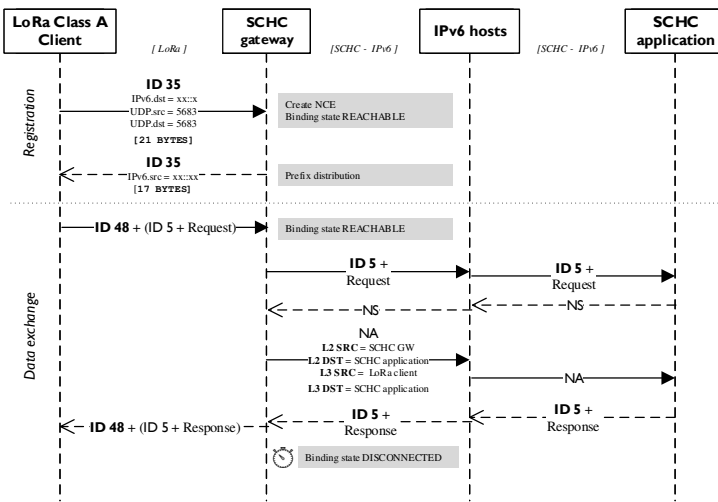 LoRa Class A
Client
SCHC
gateway
IPv6 hosts
SCHC
application
[ LoRa ]
[SCHC - IPv6 ]
[SCHC - IPv6 ]
Registration
ID 35
IPv6.dst = xx::x
UDP.src = 5683
UDP.dst = 5683
[21 BYTES]
Create NCE
Binding state REACHABLE
ID 35
IPv6.src = xx::xx
[17 BYTES]
Prefix distribution
Data exchange
ID 48 + (ID 5 + Request)
Binding state REACHABLE
ID 5 +
Request
ID 5 +
Request
NS
NS
NA
L2 SRC = SCHC GW
L2 DST = SCHC application
L3 SRC = LoRa client
L3 DST = SCHC application
NA
ID 5 +
Response
ID 5 +
Response
ID 48 + (ID 5 + Response)
Binding state DISCONNECTED